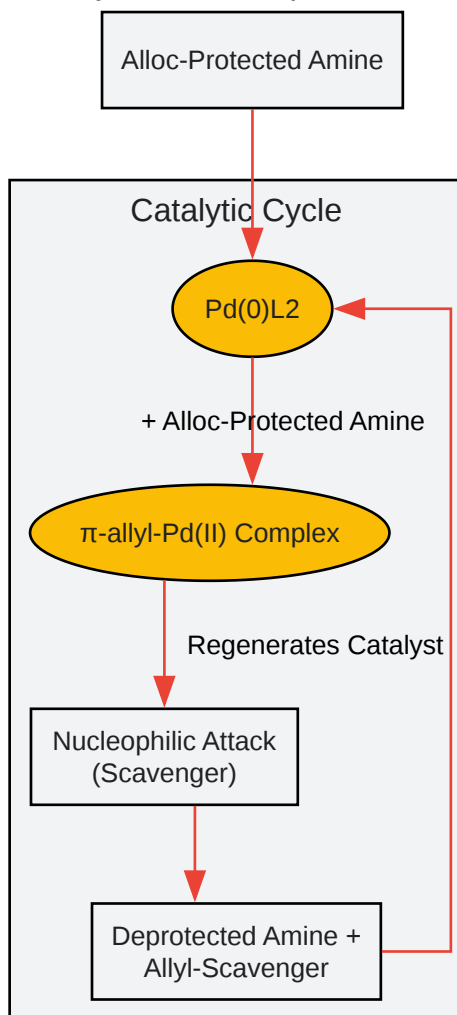 Alloc-Protected Amine
Catalytic Cycle
Pd(0)L2
+ Alloc-Protected Amine
π-allyl-Pd(II) Complex
Regenerates Catalyst
Nucleophilic Attack
(Scavenger)
Deprotected Amine +
Allyl-Scavenger